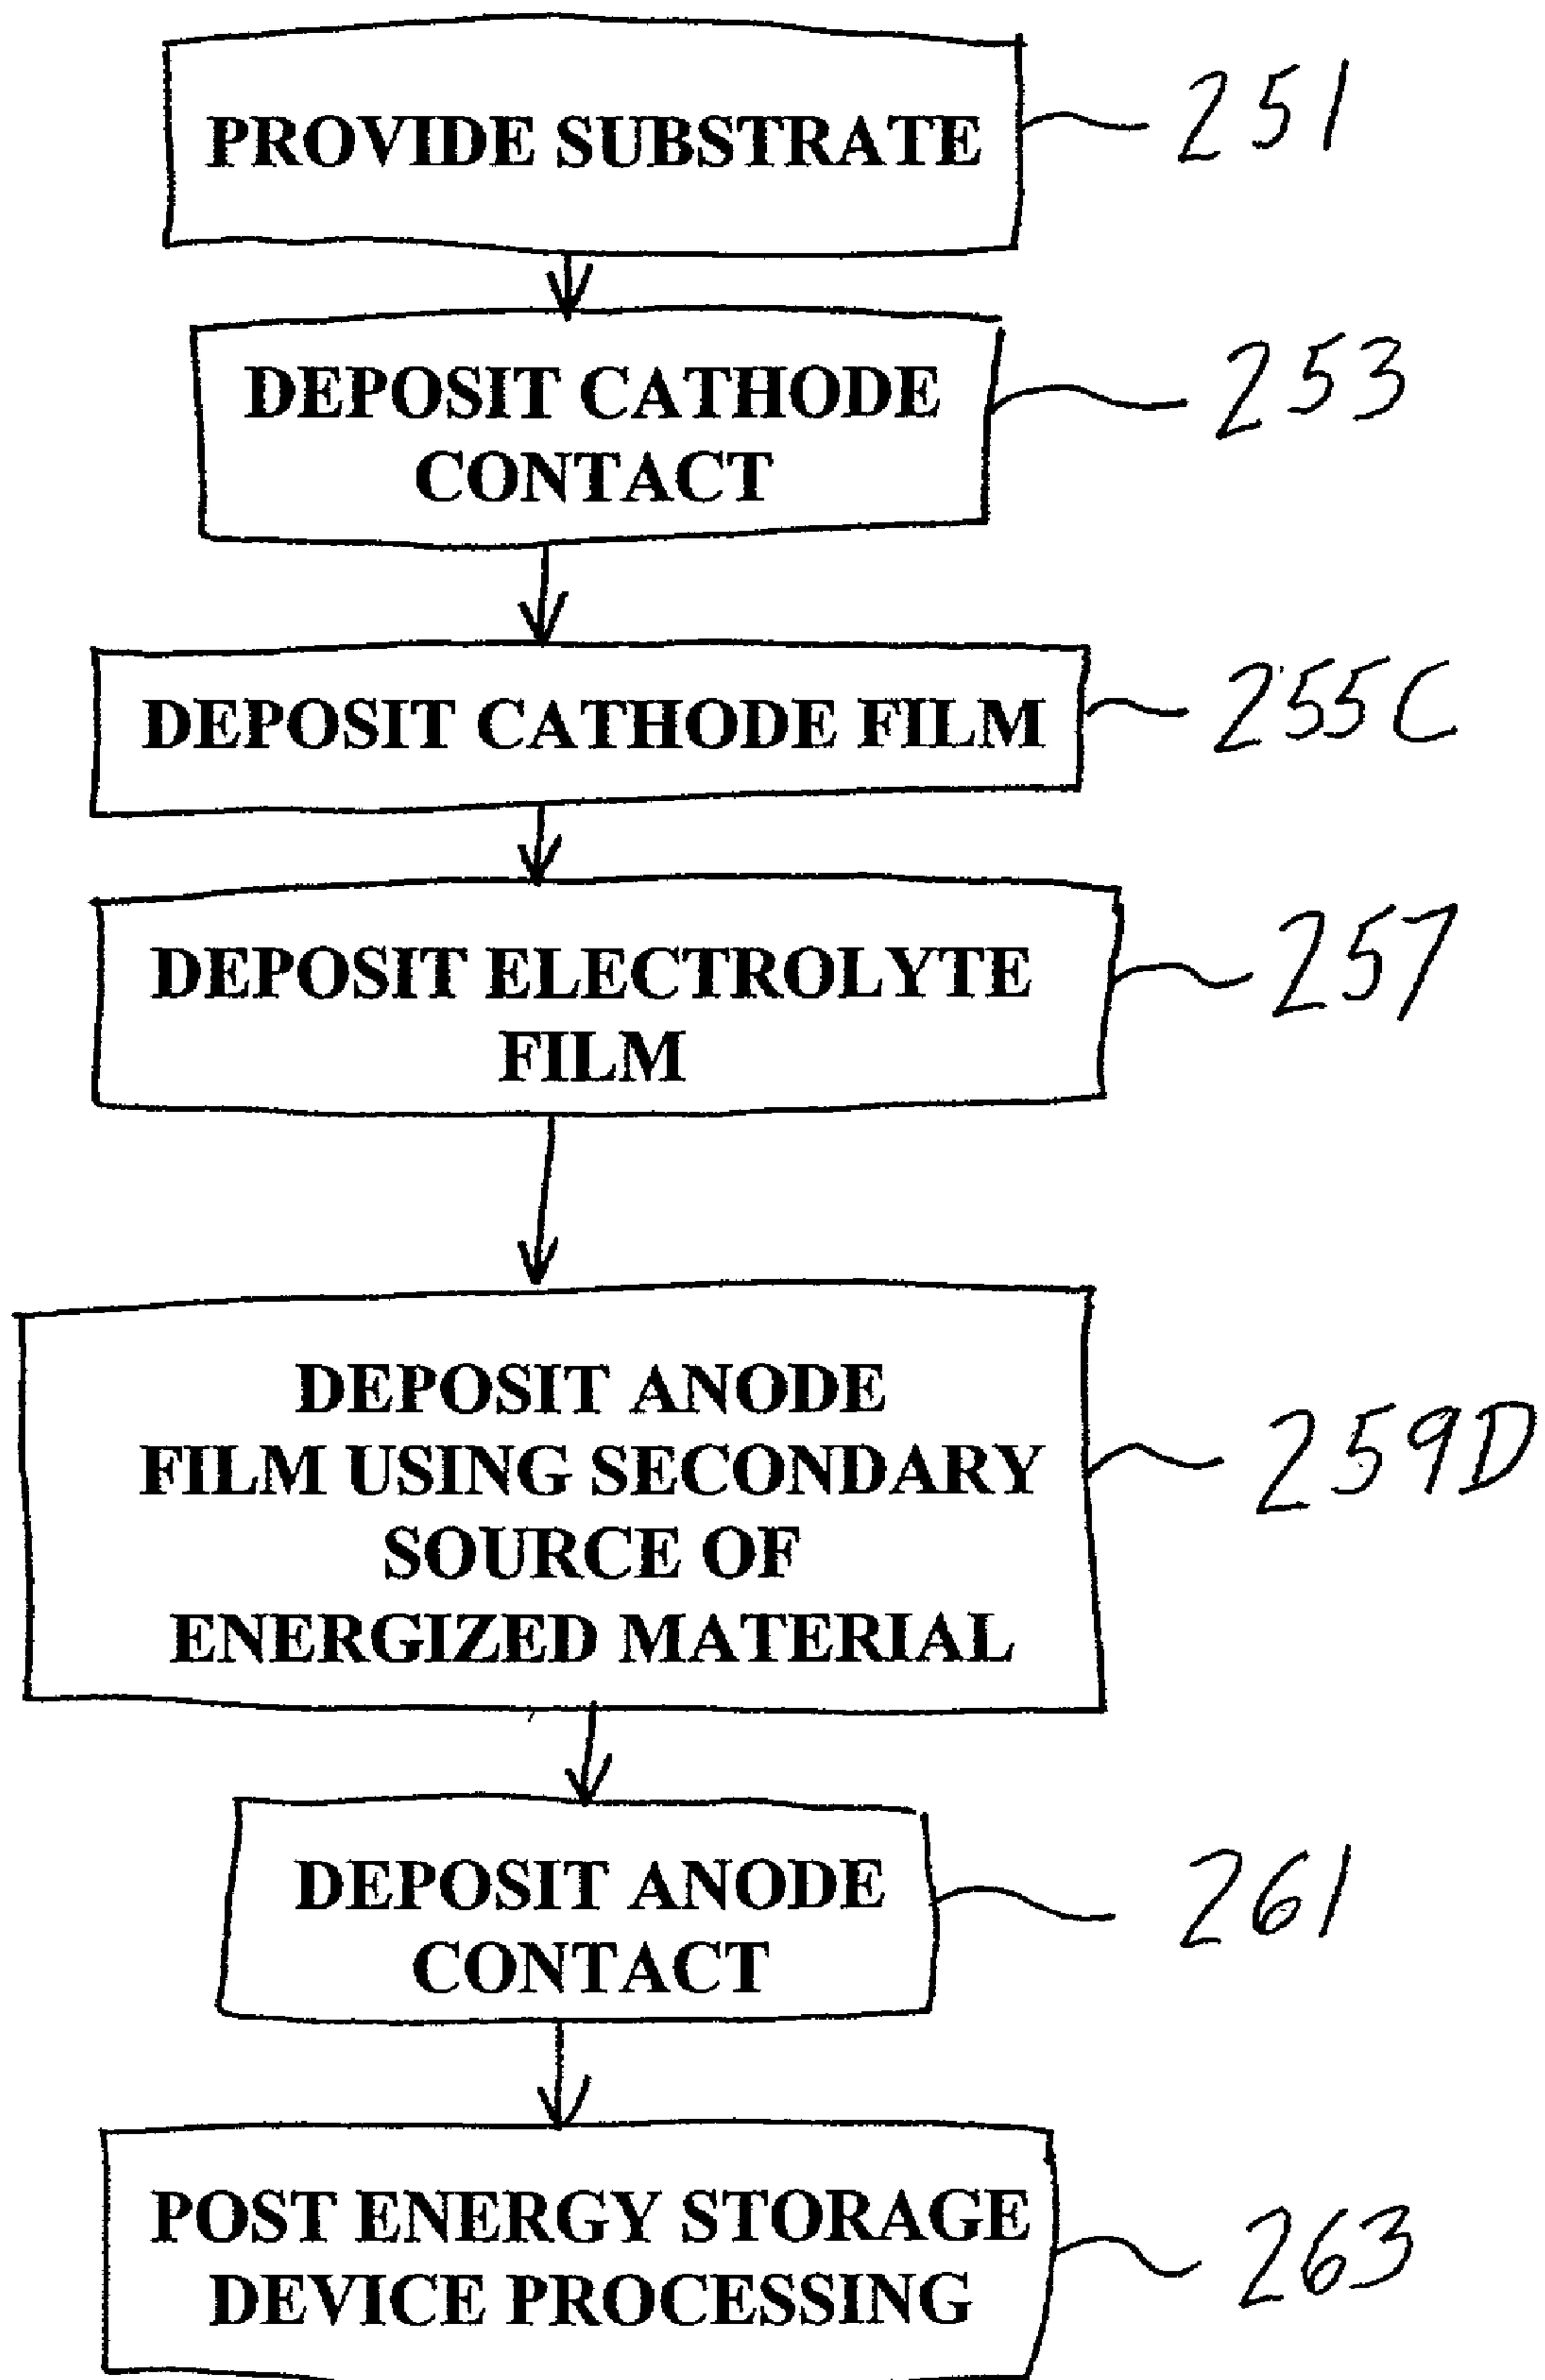 PROVIDE SUBSTRATE
251
DEPOSIT CATHODE
CONTACT
253
DEPOSIT CATHODE FILM
255C
DEPOSIT ELECTROLYTE
FILM
257
DEPOSIT ANODE
FILM USING SECONDARY
SOURCE OF
ENERGIZED MATERIAL
259D
DEPOSIT ANODE
CONTACT
261
POST ENERGY STORAGE
DEVICE PROCESSING
263